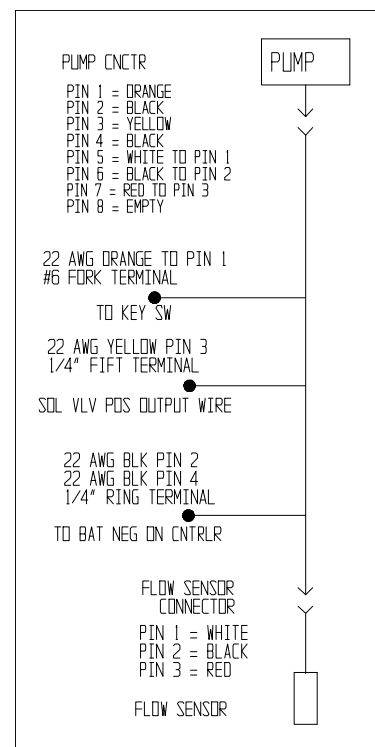 PUMP CNCTR
PUMP
PIN 1 = ORANGE
PIN 2 = BLACK
PIN 3 = YELLOW
PIN 4 = BLACK
PIN 5 = WHITE TO PIN 1
PIN 6 = BLACK TO PIN 2
PIN 7 = RED TO PIN 3
PIN 8 = EMPTY
22 AWG ORANGE TO PIN 1
#6 FORK TERMINAL
TO KEY SW
22 AWG YELLOW PIN 3
1/4" FIFT TERMINAL
SOL VLV POS OUTPUT WIRE
22 AWG BLK PIN 2
22 AWG BLK PIN 4
1/4" RING TERMINAL
TO BAT NEG ON CNTRLR
FLOW SENSOR
CONNECTOR
PIN 1 = WHITE
PIN 2 = BLACK
PIN 3 = RED
FLOW SENSOR